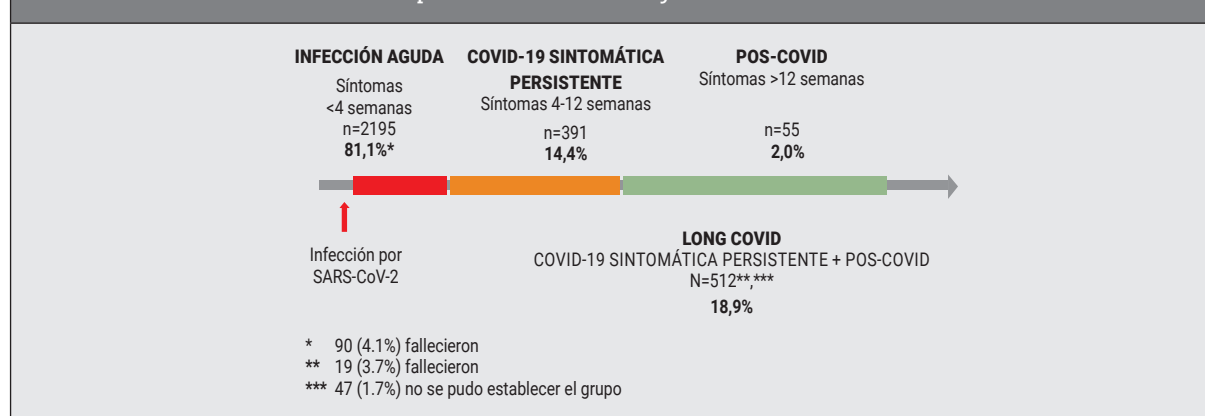 INFECCIÓN AGUDA
Síntomas
<4 semanas
n=2195
81,1%*
COVID-19 SINTOMÁTICA
PERSISTENTE
Síntomas 4-12 semanas
n=391
14,4%
POS-COVID
Síntomas >12 semanas
n=55
2,0%
Infección por
SARS-CoV-2
LONG COVID
COVID-19 SINTOMÁTICA PERSISTENTE + POS-COVID
N=512**,***
18,9%
* 90 (4.1%) fallecieron
** 19 (3.7%) fallecieron
*** 47 (1.7%) no se pudo establecer el grupo